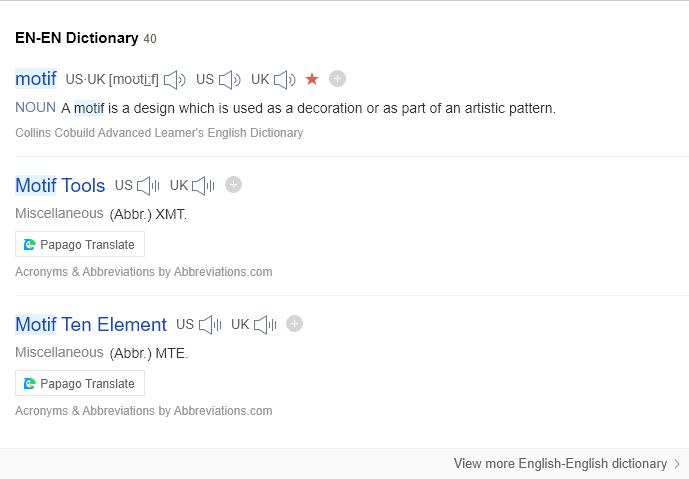 EN-EN Dictionary 40
motif US·UK [moʊtiːf] US UK
NOUN A motif is a design which is used as a decoration or as part of an artistic pattern.
Collins Cobuild Advanced Learner's English Dictionary
Motif Tools US UK
Miscellaneous (Abbr.) XMT.
Papago Translate
Acronyms & Abbreviations by Abbreviations.com
Motif Ten Element US UK
Miscellaneous (Abbr.) MTE.
Papago Translate
Acronyms & Abbreviations by Abbreviations.com
View more English-English dictionary